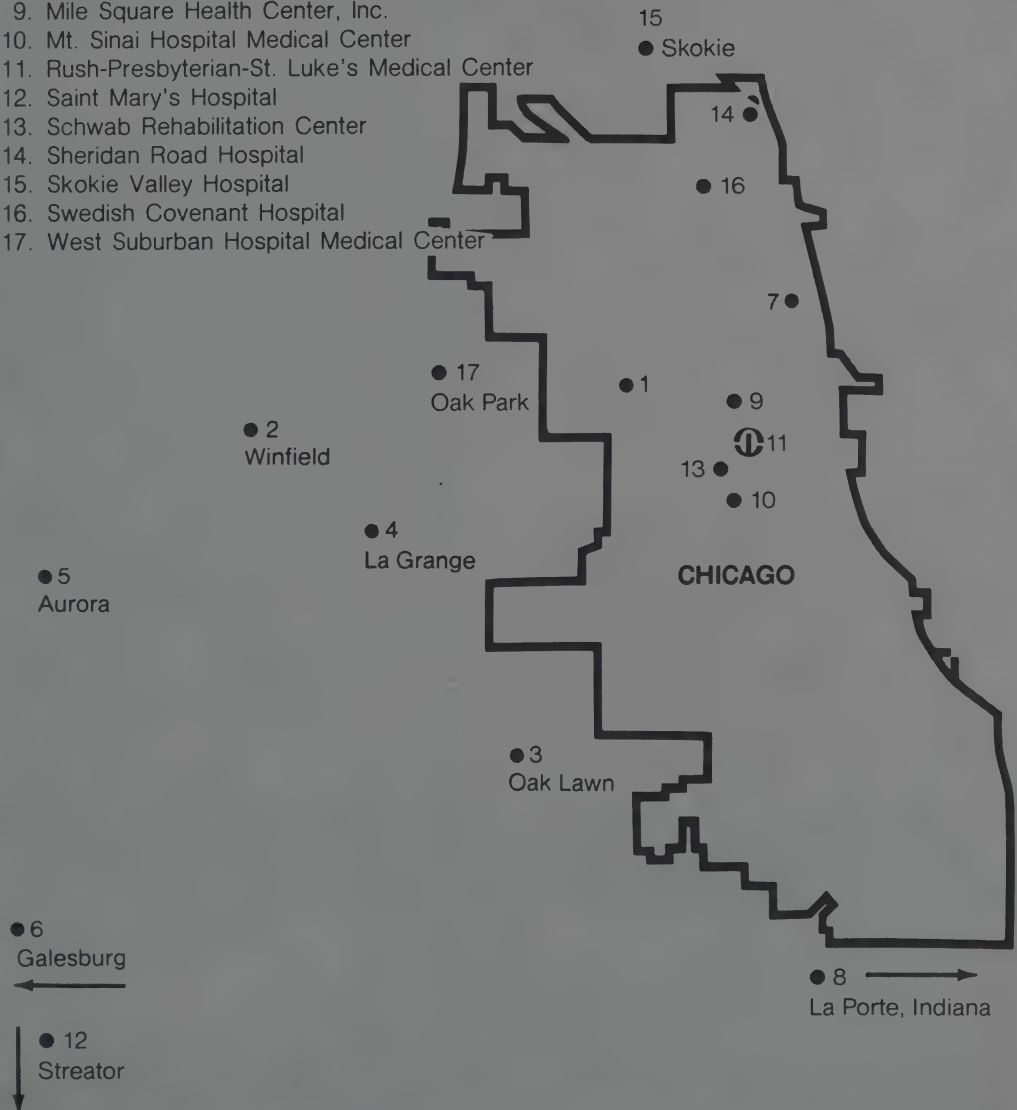 9. Mile Square Health Center, Inc.
10. Mt. Sinai Hospital Medical Center
11. Rush-Presbyterian-St. Luke's Medical Center
12. Saint Mary's Hospital
13. Schwab Rehabilitation Center
14. Sheridan Road Hospital
15. Skokie Valley Hospital
16. Swedish Covenant Hospital
17. West Suburban Hospital Medical Center
15
Skokie
14
16
7
17
Oak Park
1
9
2
Winfield
11
13
10
4
La Grange
5
Aurora
CHICAGO
3
Oak Lawn
6
Galesburg
8
La Porte, Indiana
12
Streator